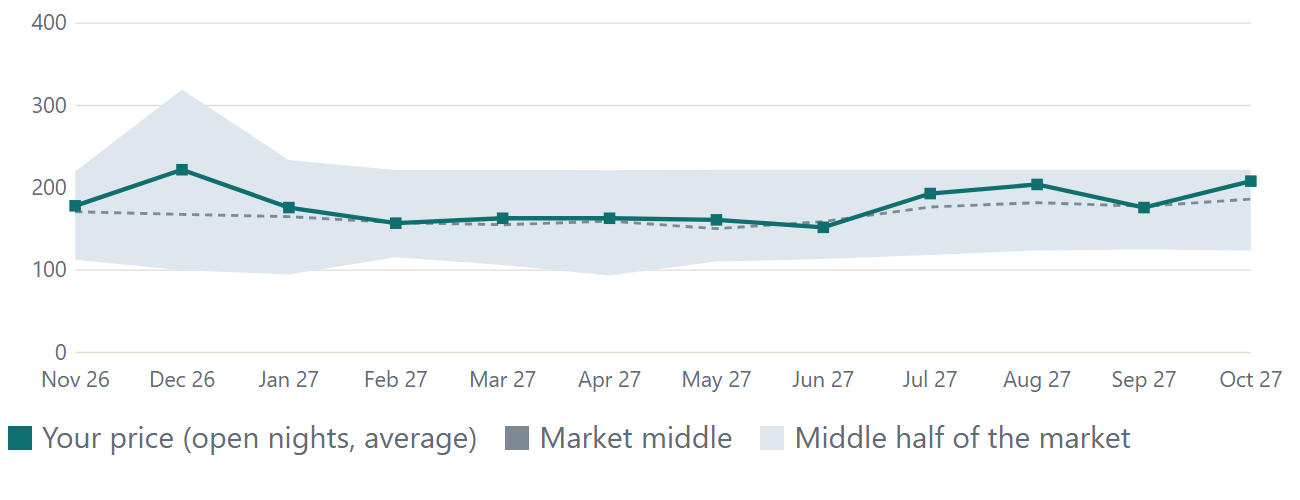 400
300
200
100
0
Nov 26 Dec 26 Jan 27 Feb 27 Mar 27 Apr 27 May 27 Jun 27 Jul 27 Aug 27 Sep 27 Oct 27
Your price (open nights, average) Market middle Middle half of the market